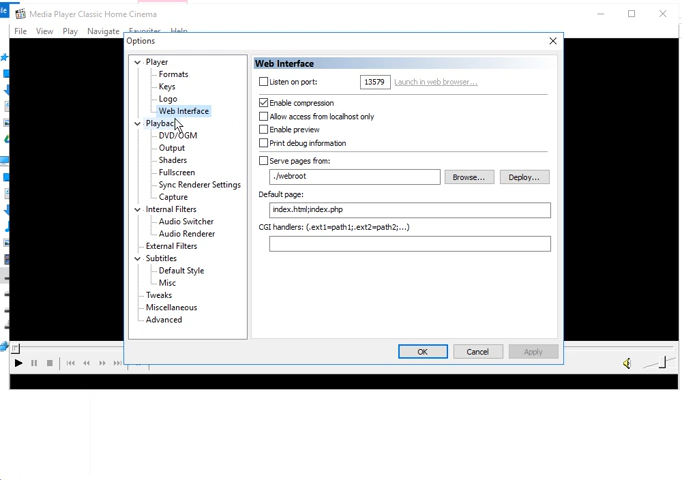 Media Player Classic Home Cinema
File View Play Navigate Favorites Help
Options
Player
Formats
Keys
Logo
Web Interface
Playback
DVD/OGM
Output
Shaders
Fullscreen
Sync Renderer Settings
Capture
Internal Filters
Audio Switcher
Audio Renderer
External Filters
Subtitles
Default Style
Misc
Tweaks
Miscellaneous
Advanced
Web Interface
Listen on port: 13579 Launch in web browser...
Enable compression
Allow access from localhost only
Enable preview
Print debug information
Serve pages from:
./webroot Browse... Deploy...
Default page:
index.html;index.php
CGI handlers: (.ext1=path1;.ext2=path2;...)
OK Cancel Apply